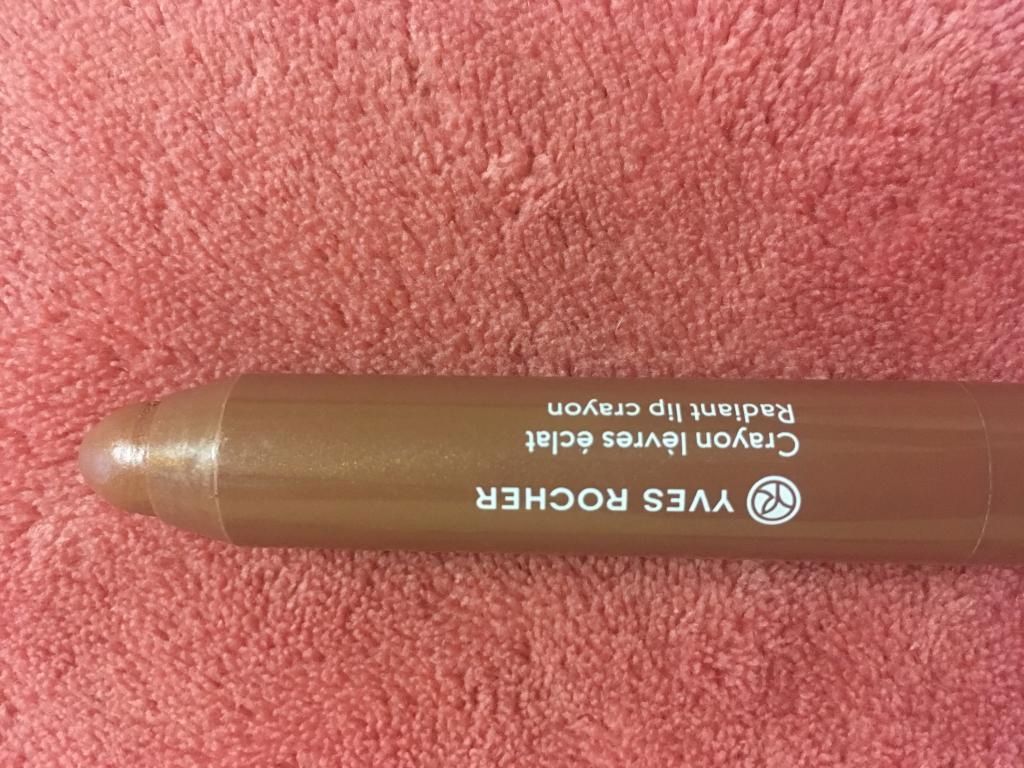 YVES ROCHER
Crayon lèvres éclat
Radiant lip crayon